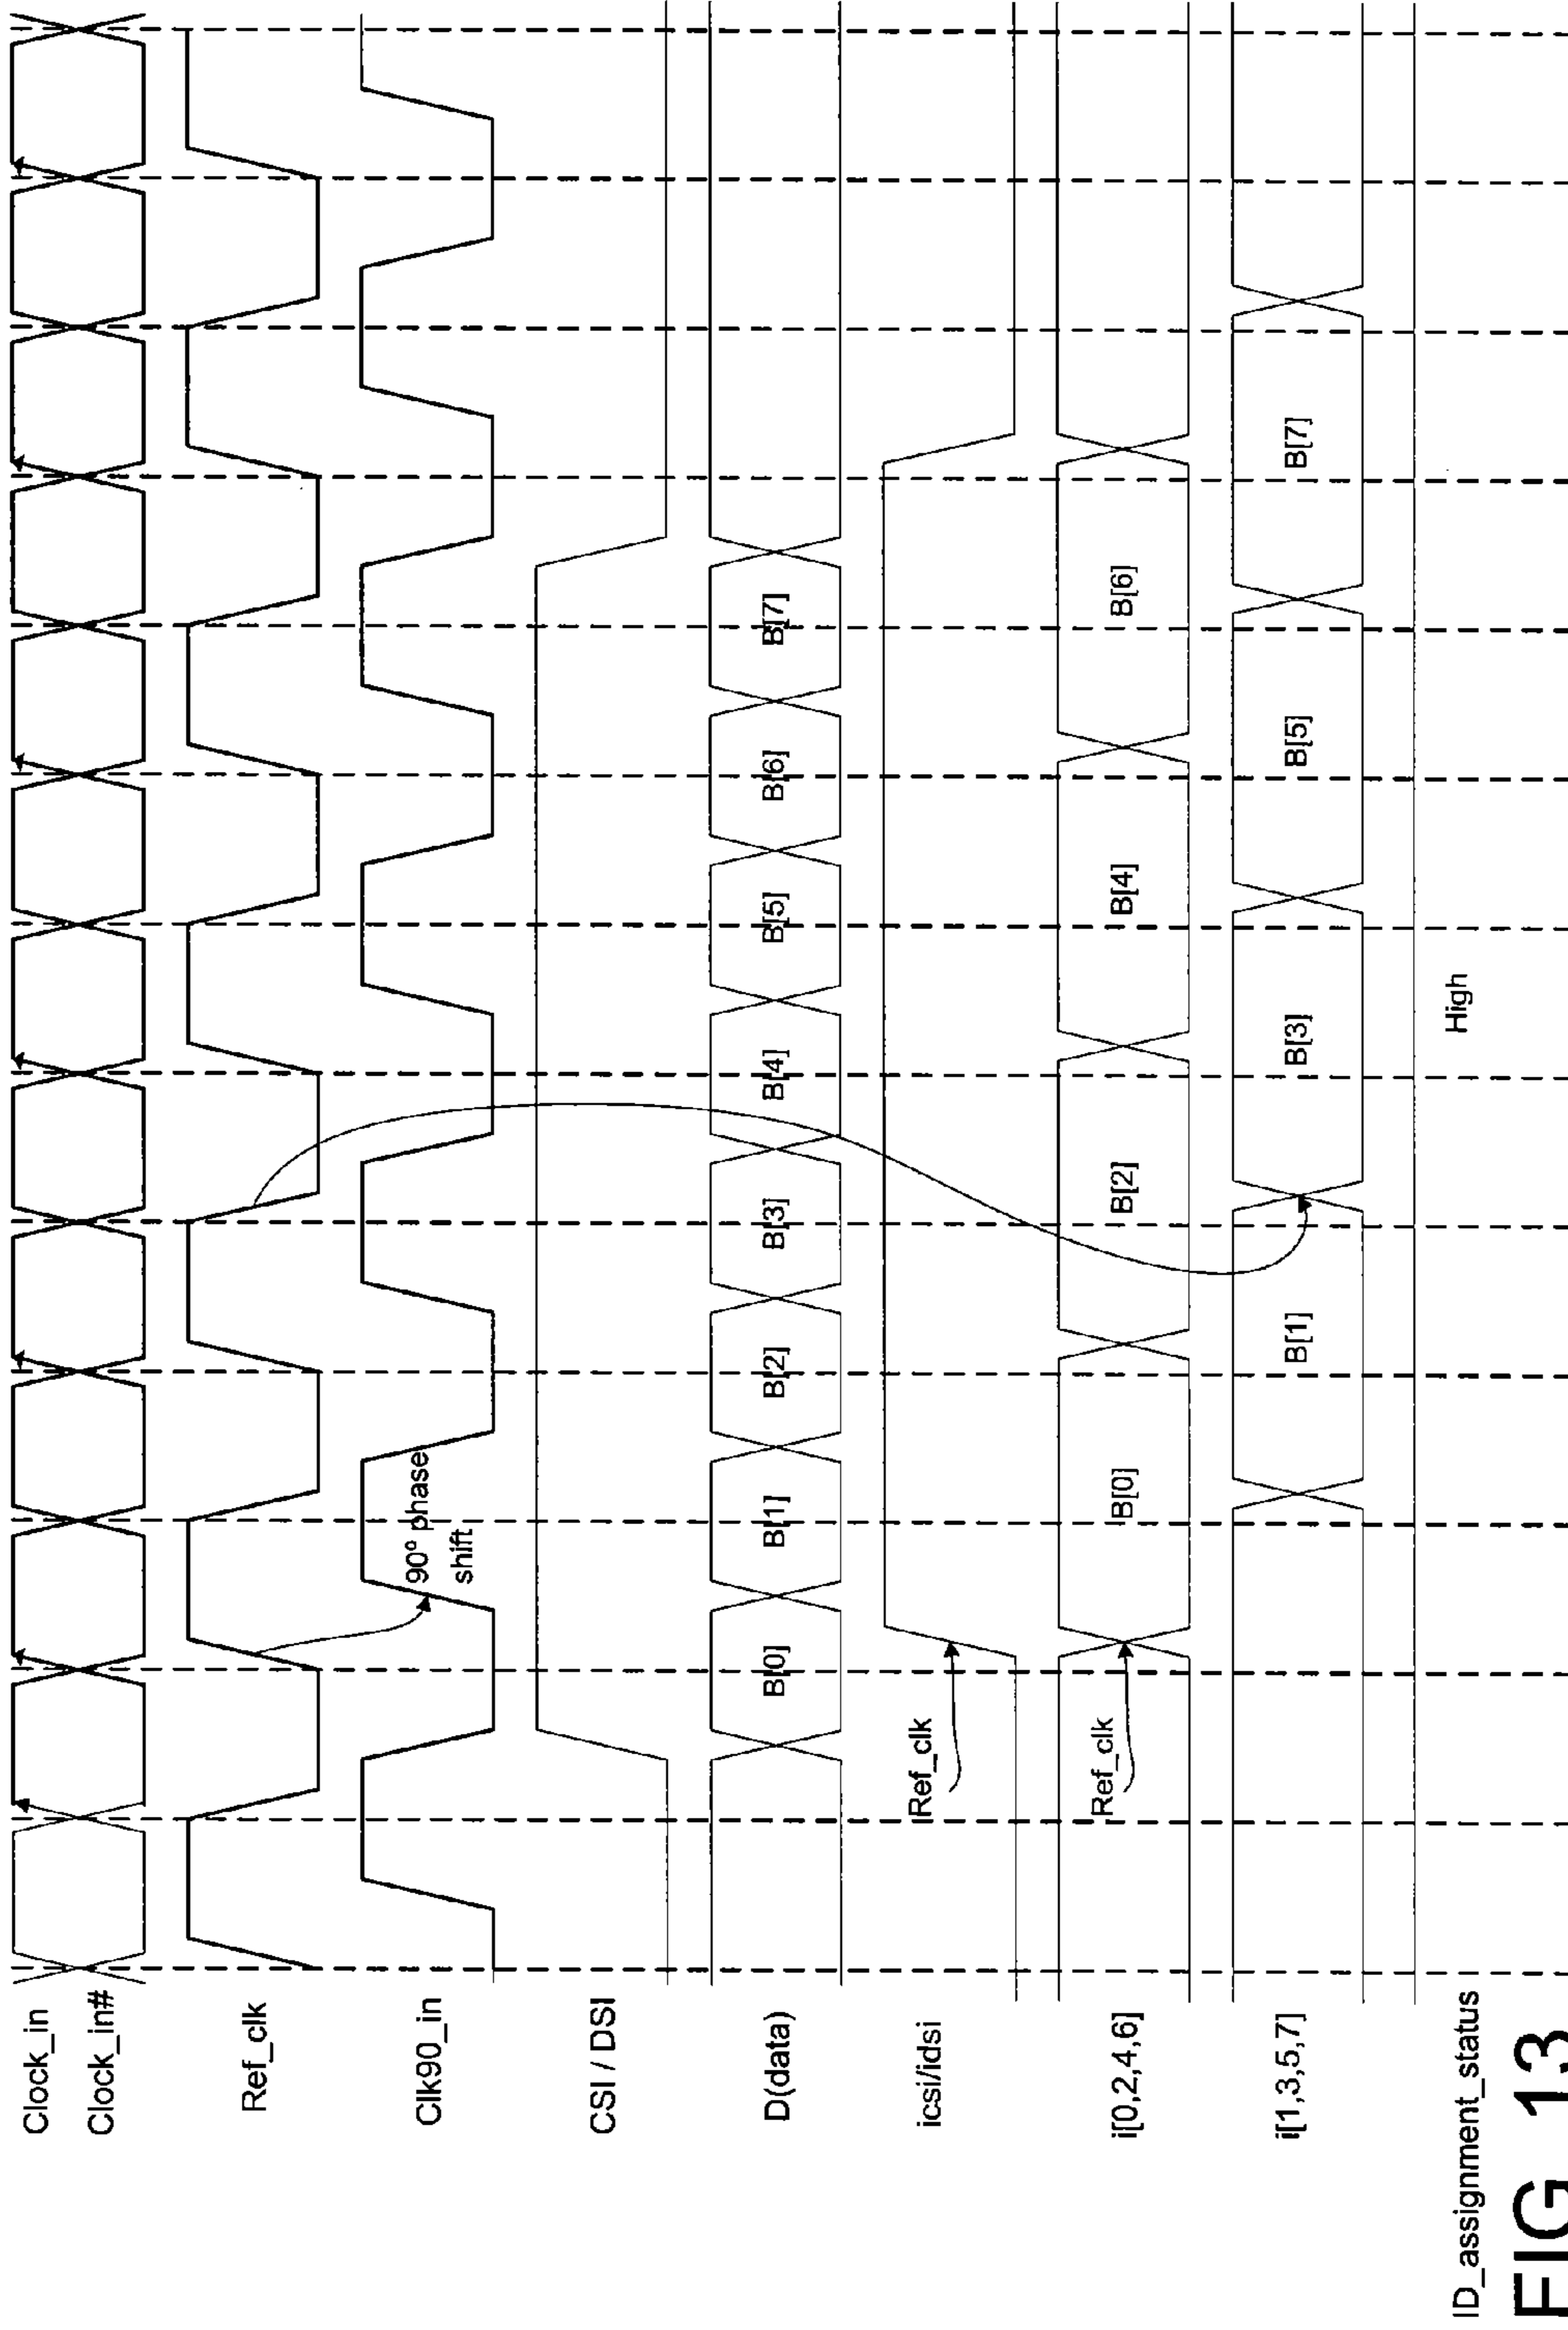 Clock_in
Clock_in#
Ref_clk
90º phase
shift
Clk90_in
CSI / DSI
D(data)
B[0] B[1] B[2] B[3] B[4] B[5] B[6] B[7]
icsi/idsi
Ref_clk
i[0,2,4,6]
Ref_clk
B[0] B[2] B[4] B[6]
i[1,3,5,7]
B[1] B[3] B[5] B[7]
ID_assignment_status
High
FIG 13